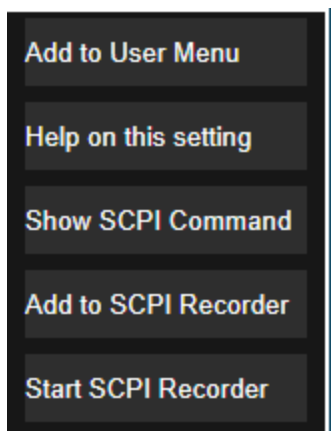 Add to User Menu
Help on this setting
Show SCPI Command
Add to SCPI Recorder
Start SCPI Recorder